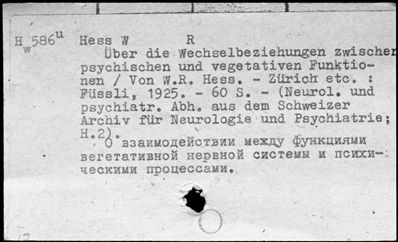 H w 586u Hess W R
Über die Wechselbeziehungen zwischen
psychischen und vegetativen Funktio-
nen / Von W.R. Hess. - Zürich etc. :
Füssli, 1925. - 60 S. - (Neurol. und
psychiatr. Abh. aus dem Schweizer
Archiv für Neurologie und Psychiatrie;
H.2).
О взаимодействии между функциями
вегетативной нервной системы и психи-
ческими процессами.